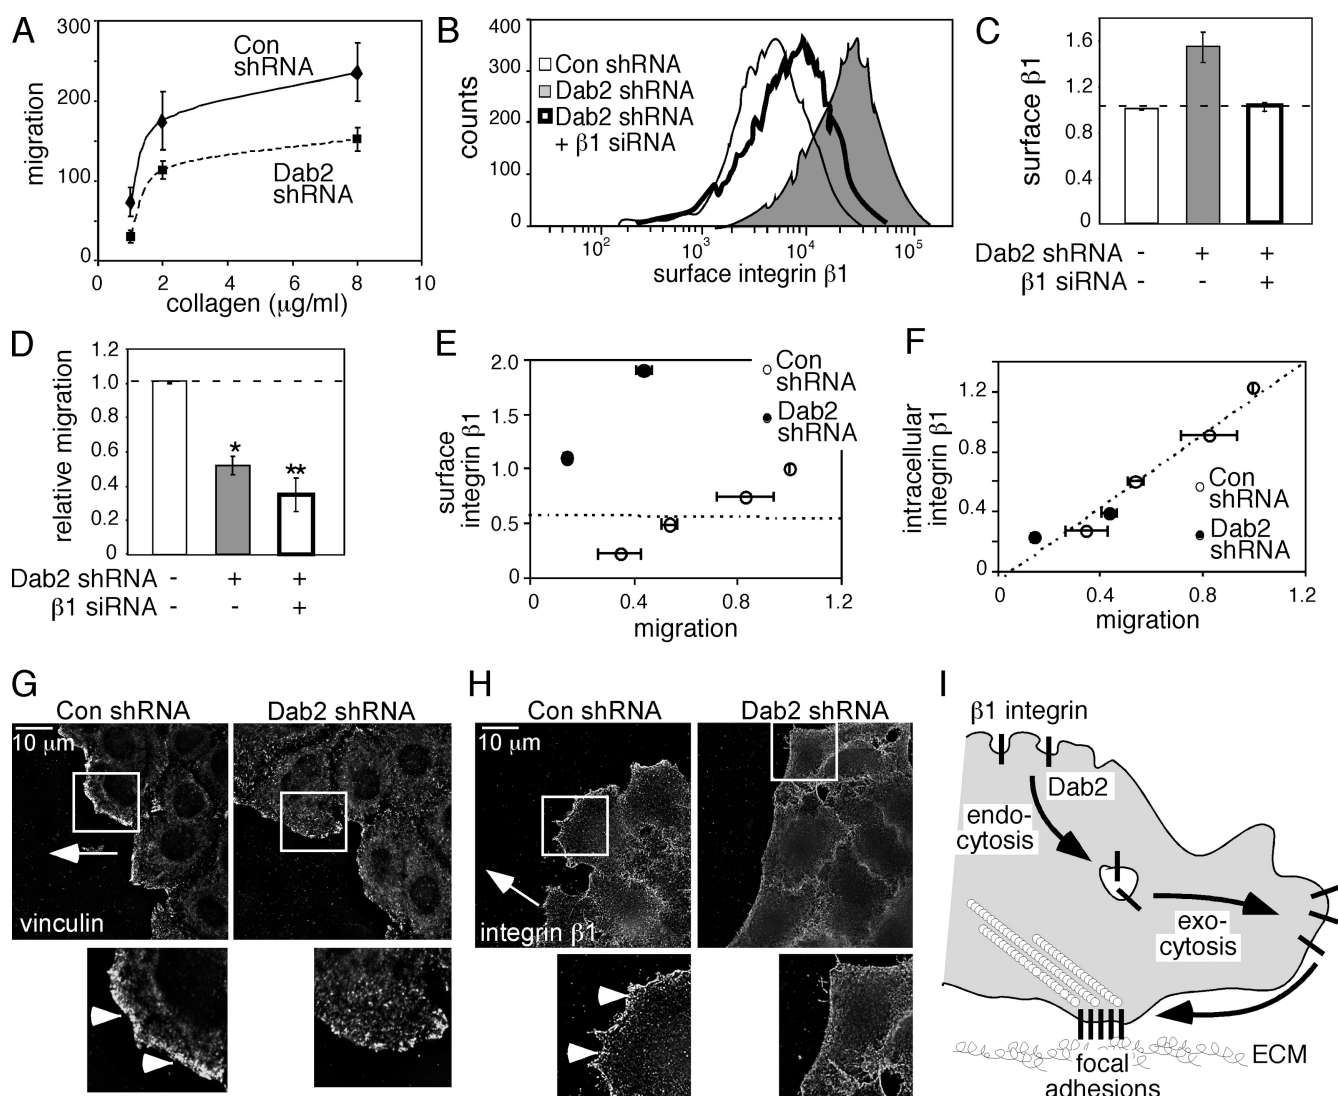 A
300
200
100
0
migration
Con
shRNA
Dab2
shRNA
0 2 4 6 8 10
collagen (μg/ml)
B
400
300
200
100
0
counts
Con shRNA
Dab2 shRNA
Dab2 shRNA
+ β1 siRNA
10² 10³ 10⁴ 10⁵
surface integrin β1
C
1.6
1.2
0.8
0.4
0
surface β1
Dab2 shRNA - + +
β1 siRNA - - +
D
1.2
1.0
0.8
0.6
0.4
0.2
0
relative migration
*
**
Dab2 shRNA - + +
β1 siRNA - - +
E
2.0
1.5
1.0
0.5
0
surface
integrin β1
Con
shRNA
Dab2
shRNA
0 0.4 0.8 1.2
migration
F
1.2
0.8
0.4
0
intracellular
integrin β1
Con
shRNA
Dab2
shRNA
0 0.4 0.8 1.2
migration
G
Con shRNA Dab2 shRNA
10 μm
vinculin
H
Con shRNA Dab2 shRNA
10 μm
integrin β1
I
β1 integrin
Dab2
endo-
cytosis
exo-
cytosis
ECM
focal
adhesions